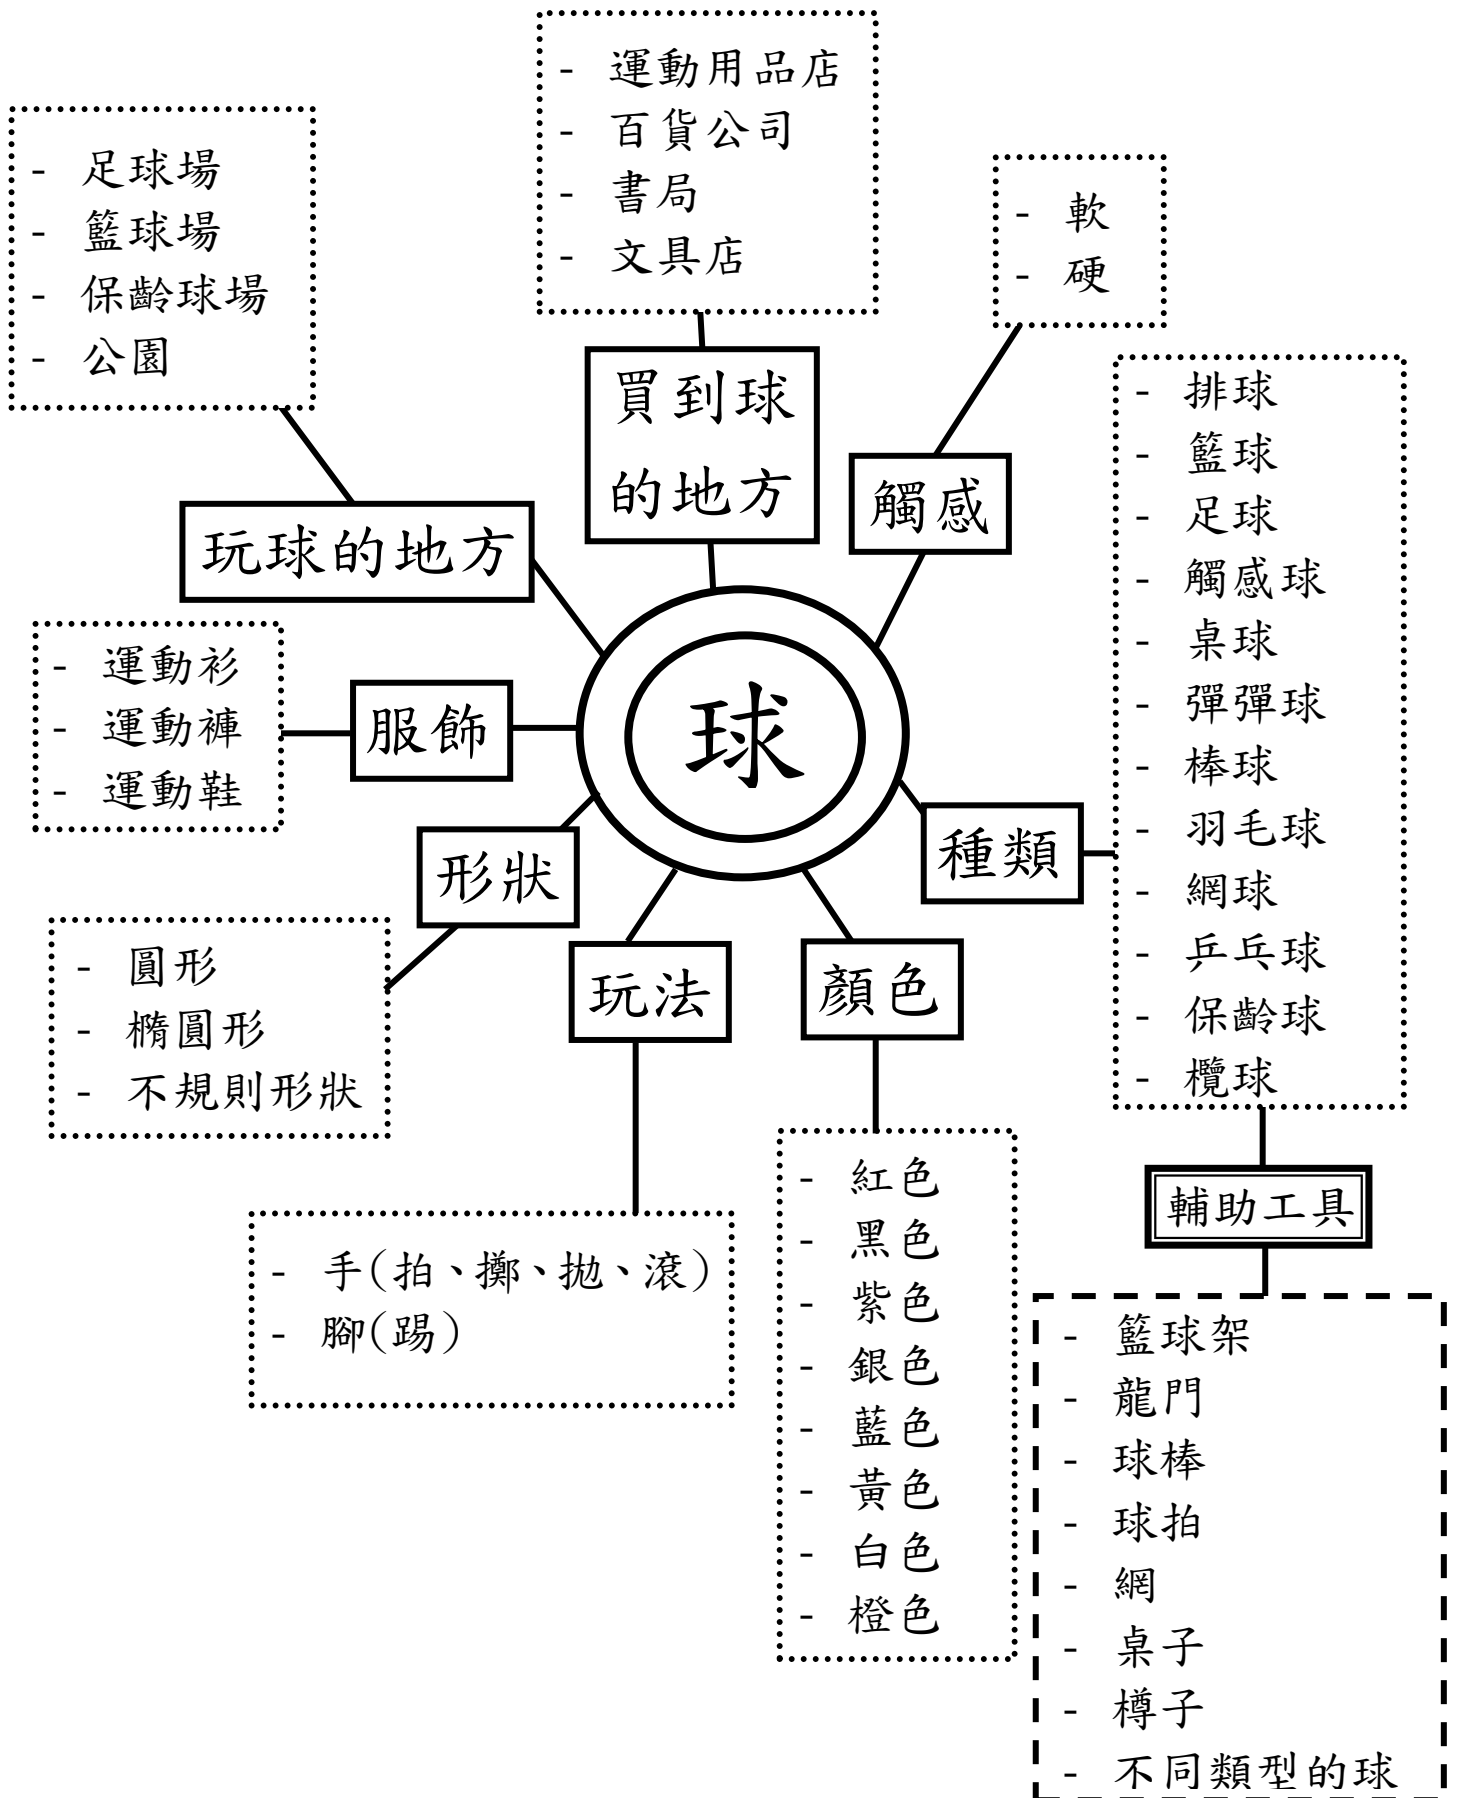 - 運動用品店
- 百貨公司
- 書局
- 文具店
- 足球場
- 籃球場
- 保齡球場
- 公園
- 軟
- 硬
買到球
的地方
觸感
玩球的地方
- 排球
- 籃球
- 足球
- 觸感球
- 桌球
- 彈彈球
- 棒球
- 羽毛球
- 網球
- 乒乓球
- 保齡球
- 欖球
- 運動衫
- 運動褲
- 運動鞋
服飾
球
種類
形狀
- 圓形
- 橢圓形
- 不規則形狀
玩法
顏色
- 手(拍、擲、拋、滾)
- 腳(踢)
- 紅色
- 黑色
- 紫色
- 銀色
- 藍色
- 黃色
- 白色
- 橙色
輔助工具
- 籃球架
- 龍門
- 球棒
- 球拍
- 網
- 桌子
- 樽子
- 不同類型的球